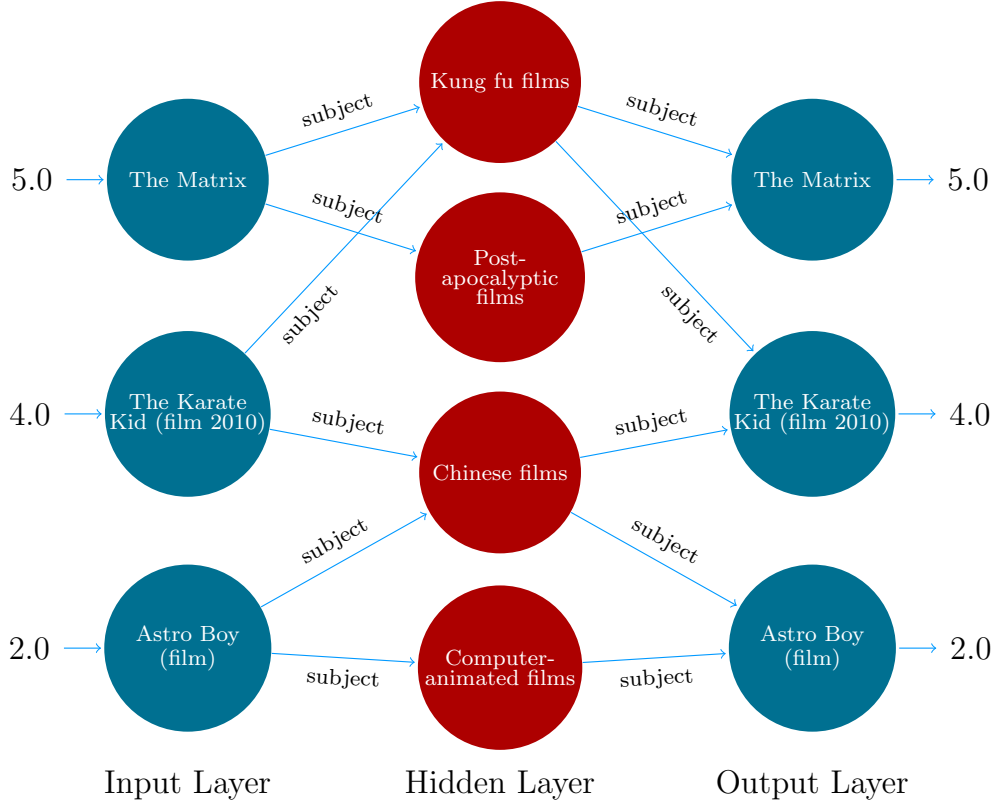 Kung fu films
subject
subject
5.0
The Matrix
The Matrix
5.0
subject
subject
Post-
apocalyptic
films
subject
subject
4.0
The Karate
Kid (film 2010)
The Karate
Kid (film 2010)
4.0
subject
subject
Chinese films
subject
subject
2.0
Astro Boy
(film)
Astro Boy
(film)
2.0
Computer-
animated films
subject
subject
Input Layer
Hidden Layer
Output Layer